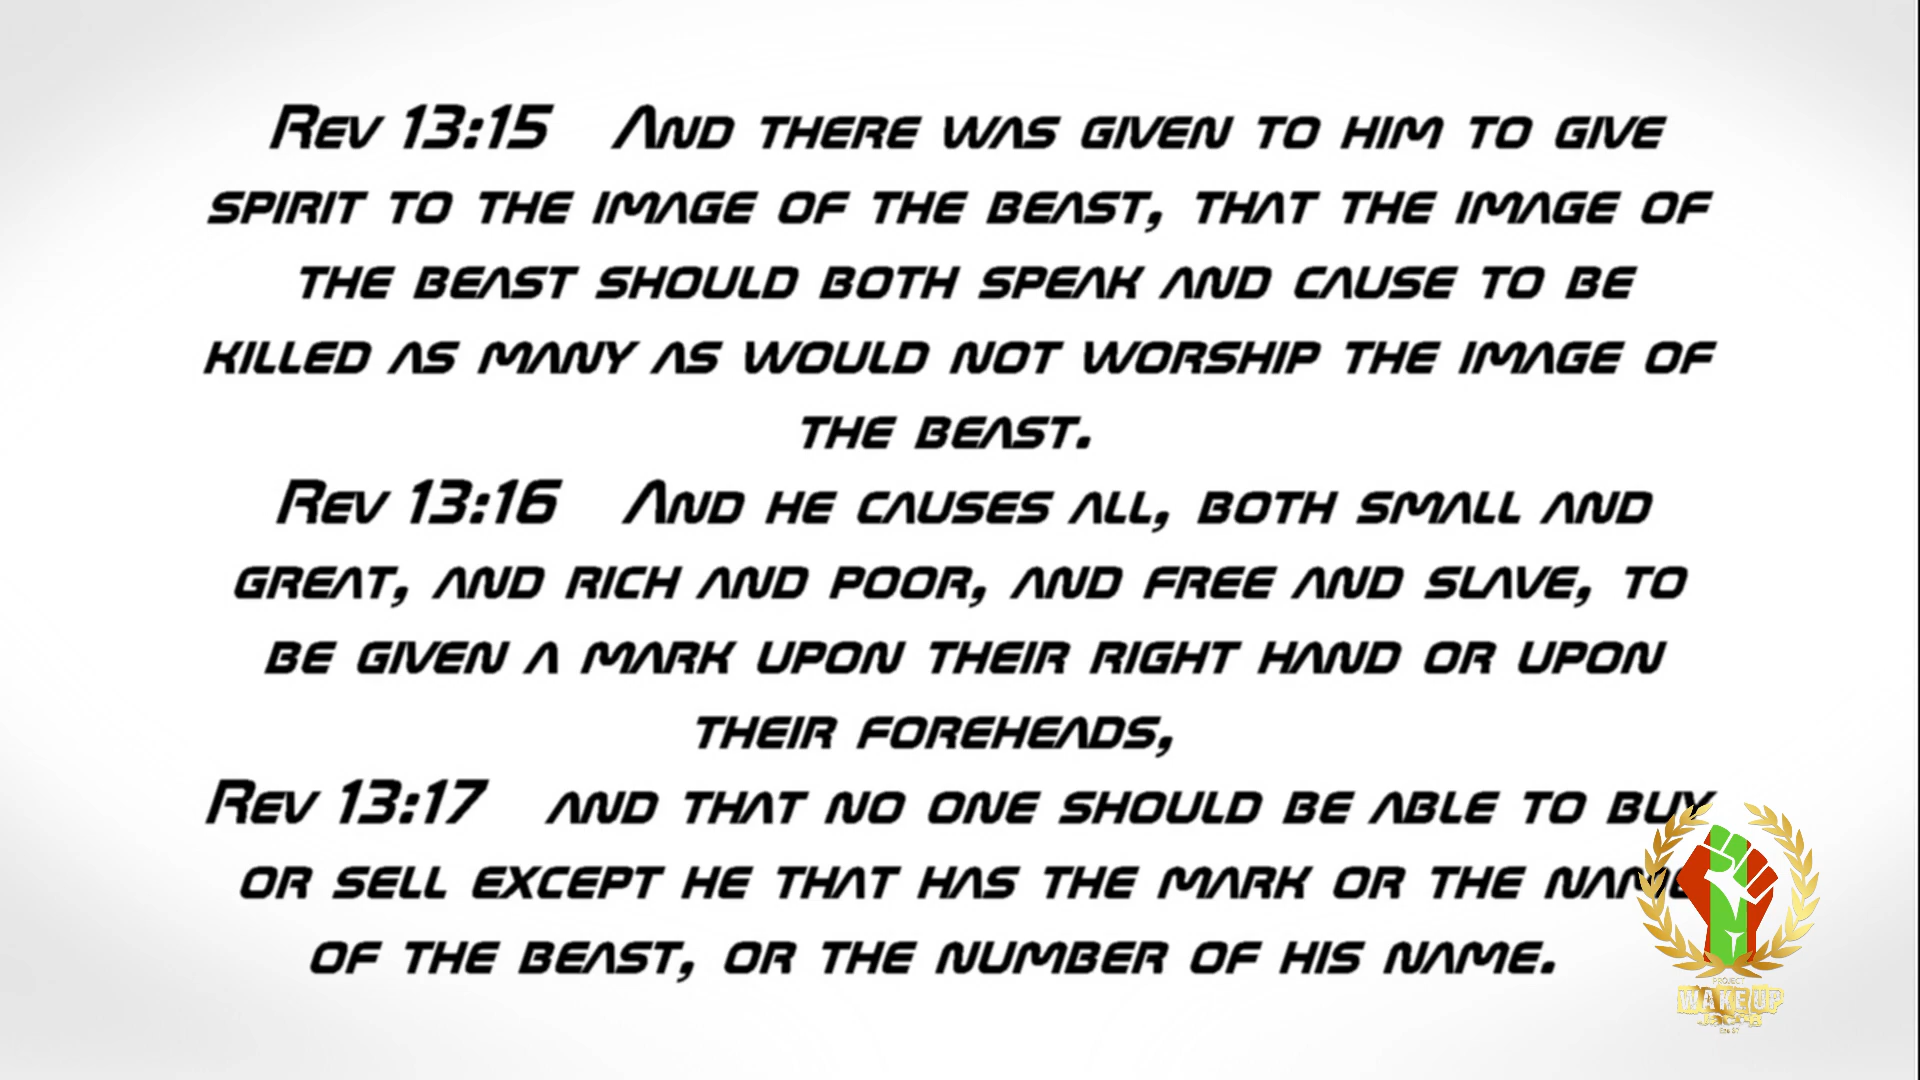 Rev 13:15 And there was given to him to give
spirit to the image of the beast, that the image of
the beast should both speak and cause to be
killed as many as would not worship the image of
the beast.
Rev 13:16 And he causes all, both small and
great, and rich and poor, and free and slave, to
be given a mark upon their right hand or upon
their foreheads,
Rev 13:17 and that no one should be able to buy
or sell except he that has the mark or the name
of the beast, or the number of his name.
PROJECT
WAKE UP
JACOB